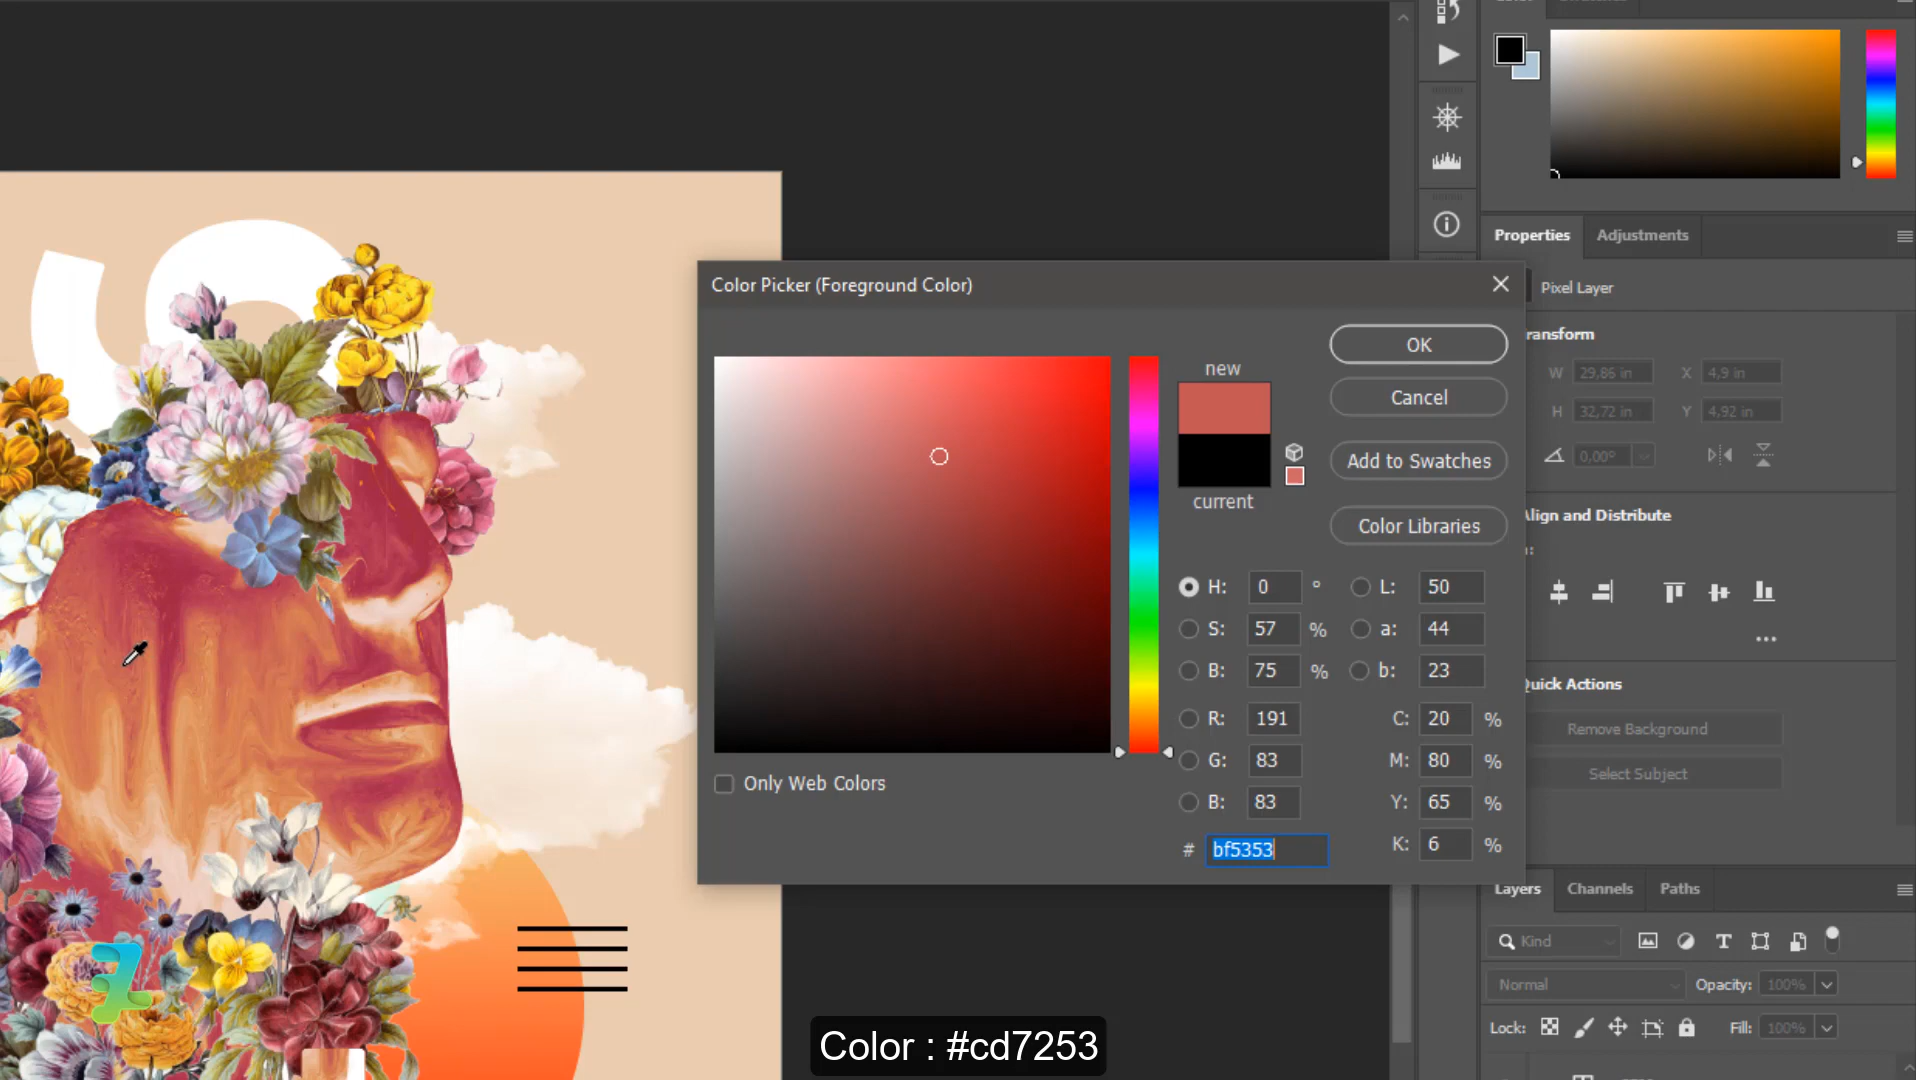 Properties
Adjustments
Pixel Layer
Color Picker (Foreground Color)
ransform
OK
new
W 29,86 in X 4,9 in
Cancel
H 32,72 in Y 4,92 in
Add to Swatches
0,00°
current
lign and Distribute
Color Libraries
H: 0 ° L: 50
S: 57 % a: 44
B: 75 % b: 23
Quick Actions
R: 191 C: 20 %
Remove Background
G: 83 M: 80 %
Select Subject
Only Web Colors
B: 83 Y: 65 %
# bf5353 K: 6 %
Layers Channels Paths
Kind
Normal Opacity: 100%
Lock: Fill: 100%
Color : #cd7253